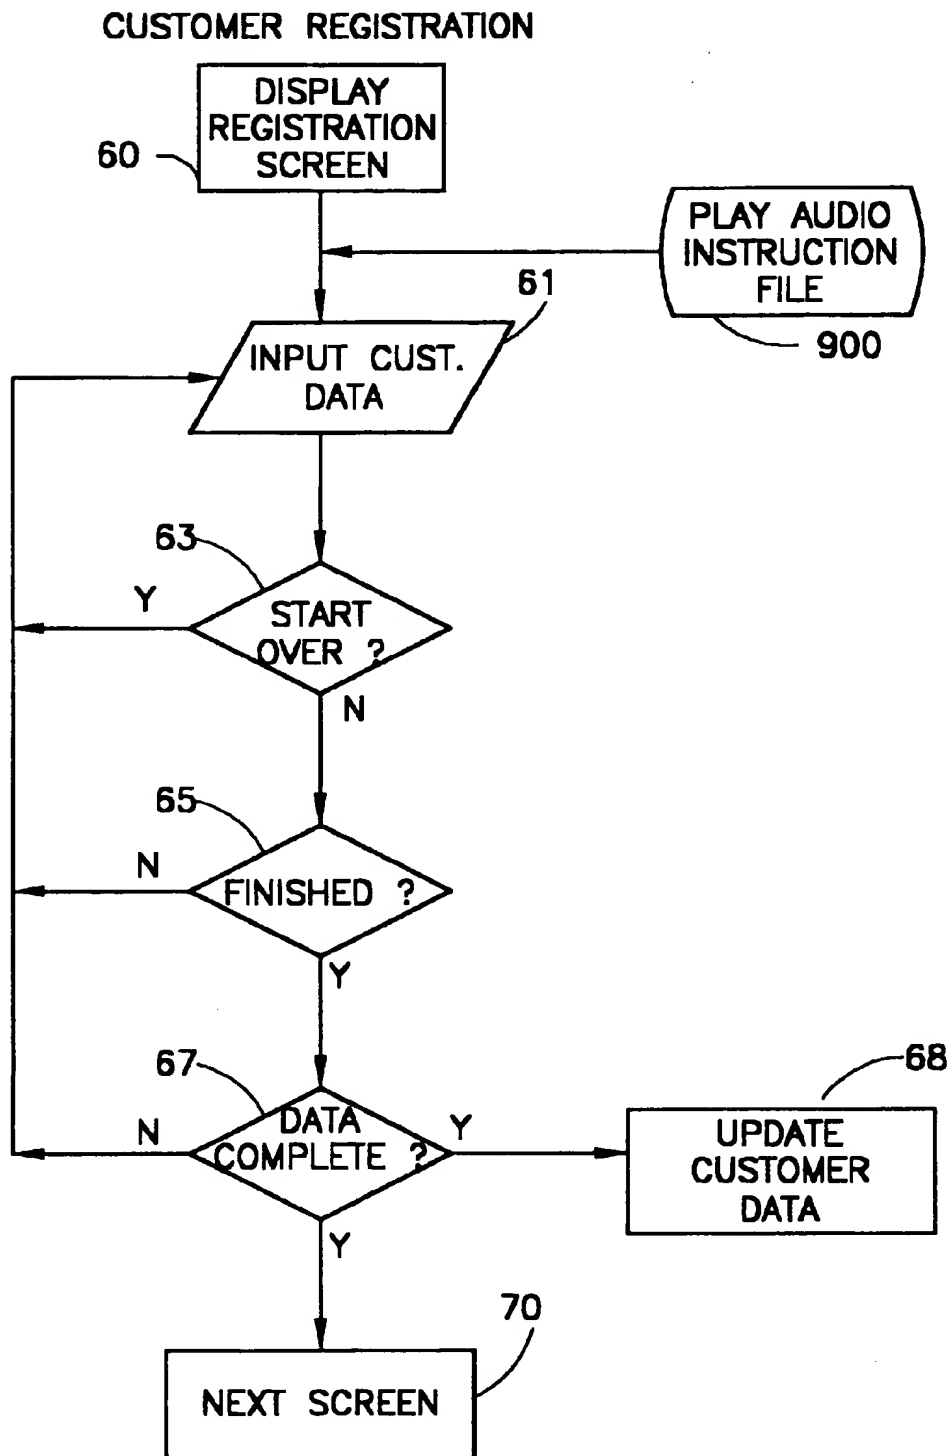 CUSTOMER REGISTRATION
DISPLAY
REGISTRATION
SCREEN
60
PLAY AUDIO
INSTRUCTION
FILE
900
61
INPUT CUST.
DATA
63
Y
START
OVER ?
N
65
N
FINISHED ?
Y
67
N
DATA
COMPLETE ?
Y
68
UPDATE
CUSTOMER
DATA
Y
70
NEXT SCREEN